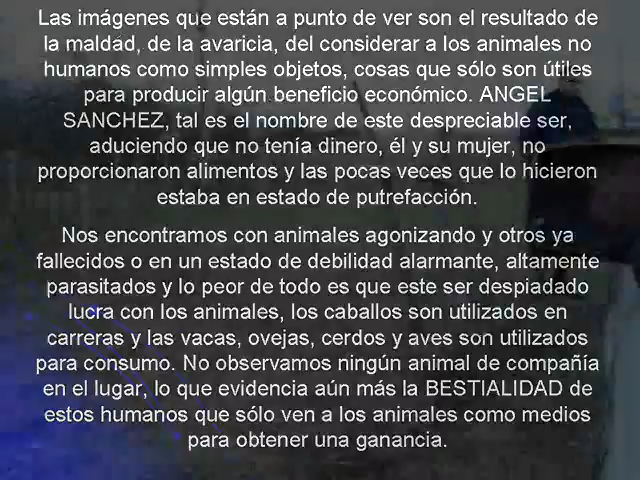 Las imágenes que están a punto de ver son el resultado de
la maldad, de la avaricia, del considerar a los animales no
humanos como simples objetos, cosas que sólo son útiles
para producir algún beneficio económico. ANGEL
SANCHEZ, tal es el nombre de este despreciable ser,
aduciendo que no tenía dinero, él y su mujer, no
proporcionaron alimentos y las pocas veces que lo hicieron
estaba en estado de putrefacción.
Nos encontramos con animales agonizando y otros ya
fallecidos o en un estado de debilidad alarmante, altamente
parasitados y lo peor de todo es que este ser despiadado
lucra con los animales, los caballos son utilizados en
carreras y las vacas, ovejas, cerdos y aves son utilizados
para consumo. No observamos ningún animal de compañía
en el lugar, lo que evidencia aún más la BESTIALIDAD de
estos humanos que sólo ven a los animales como medios
para obtener una ganancia.